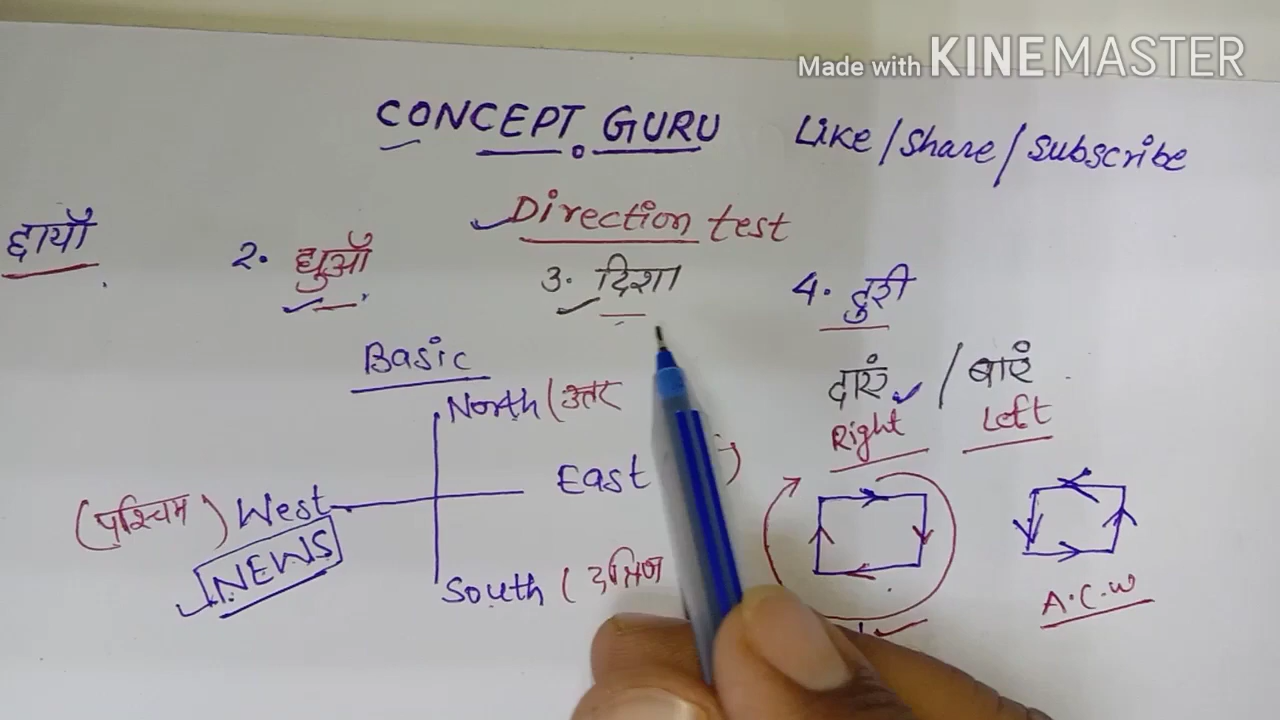 Made with KINEMASTER
CONCEPT GURU Like/Share/Subscribe
Direction test
छायाँ 2. धुआँ 3. दिशा 4. दुरी
Basic
दाएं / बाएं
Right Left
North (उत्तर
East )
(पश्चिम) West
NEWS
South (
A.C.W